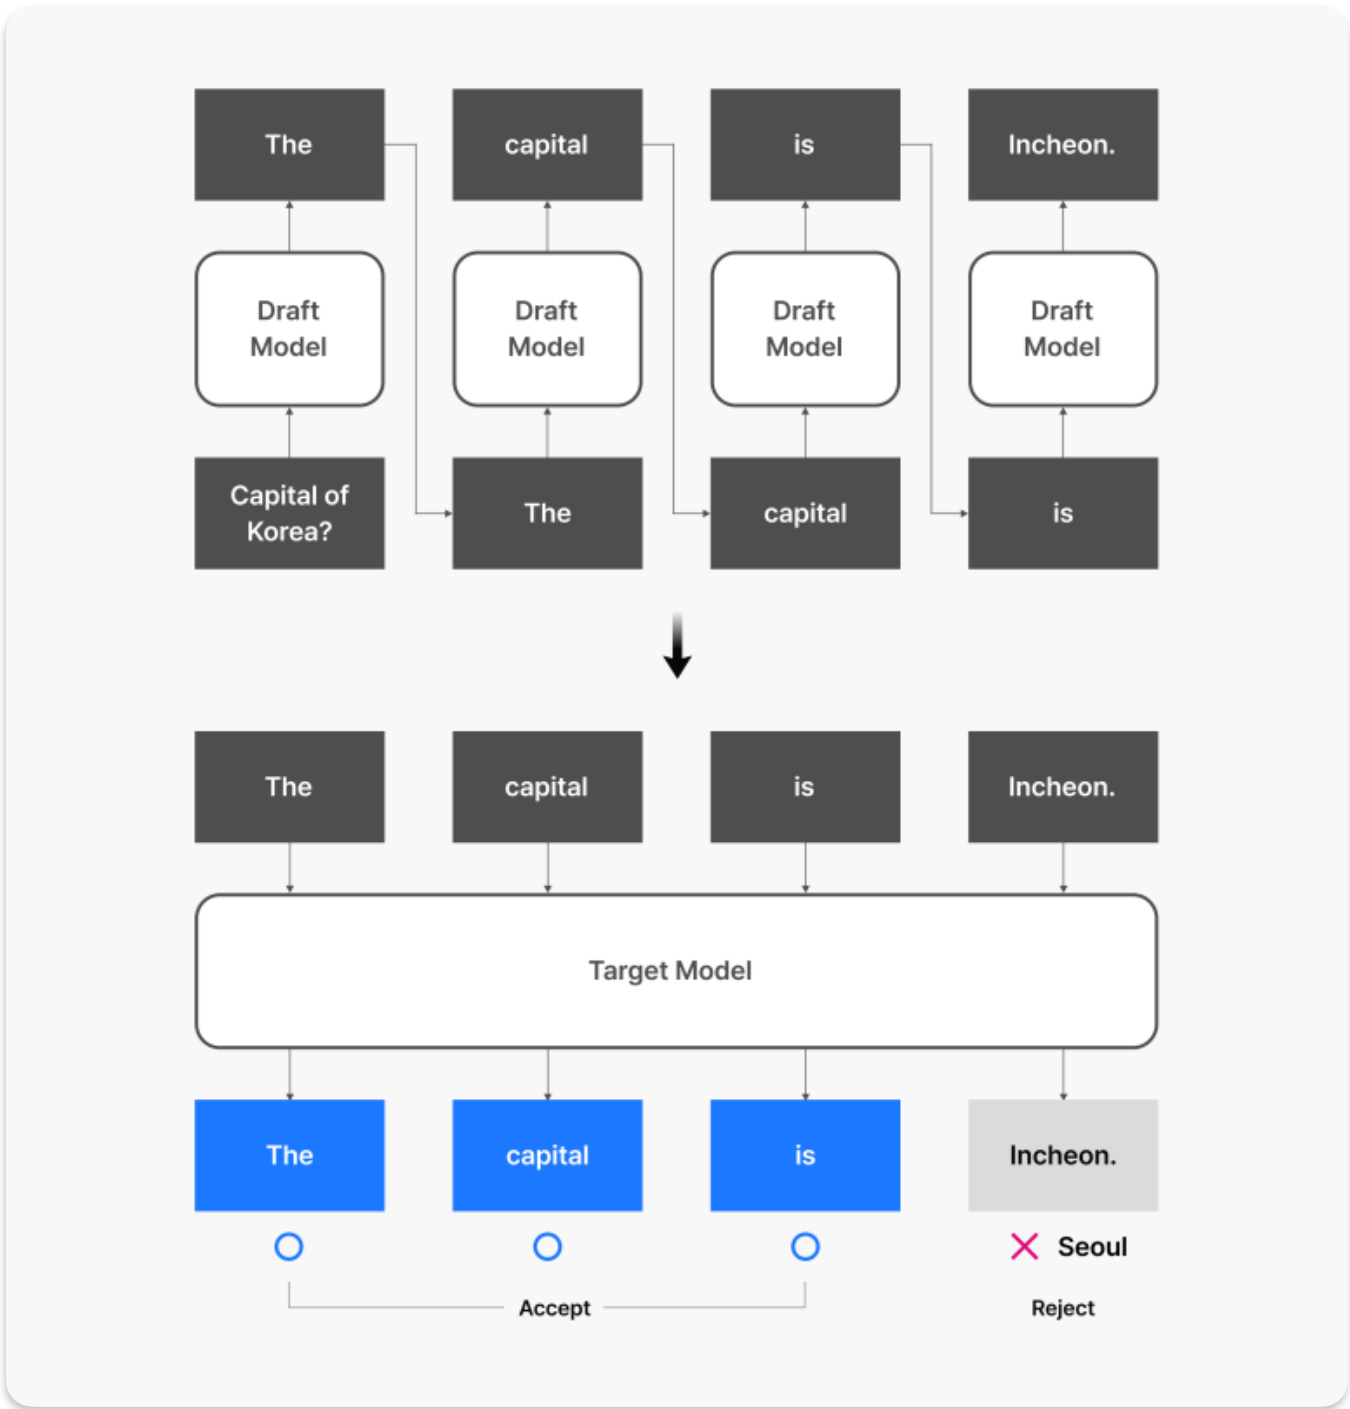 The
capital
is
Incheon.
Draft
Model
Draft
Model
Draft
Model
Draft
Model
Capital of
Korea?
The
capital
is
The
capital
is
Incheon.
Target Model
The
capital
is
Incheon.
Seoul
Accept
Reject